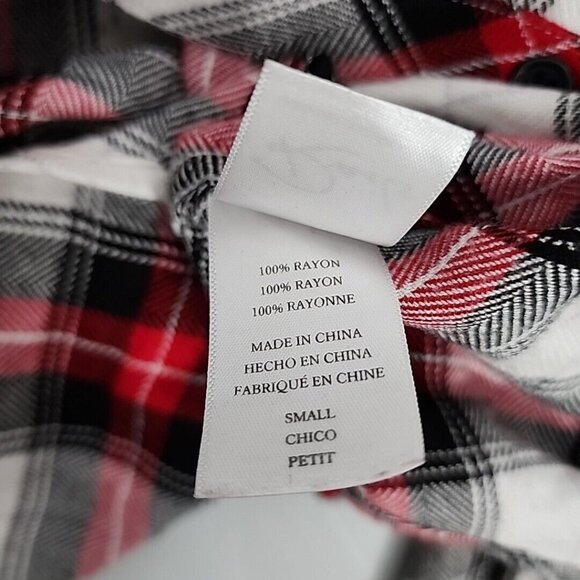 100% RAYON
100% RAYON
100% RAYONNE
MADE IN CHINA
HECHO EN CHINA
FABRIQUÉ EN CHINE
SMALL
CHICO
PETIT